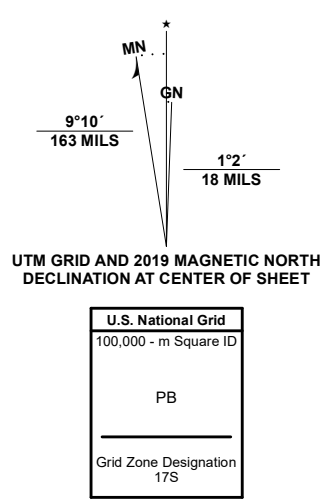 MN
GN
9°10´
163 MILS
1°2´
18 MILS
UTM GRID AND 2019 MAGNETIC NORTH
DECLINATION AT CENTER OF SHEET
U.S. National Grid
100,000 - m Square ID
PB
Grid Zone Designation
17S